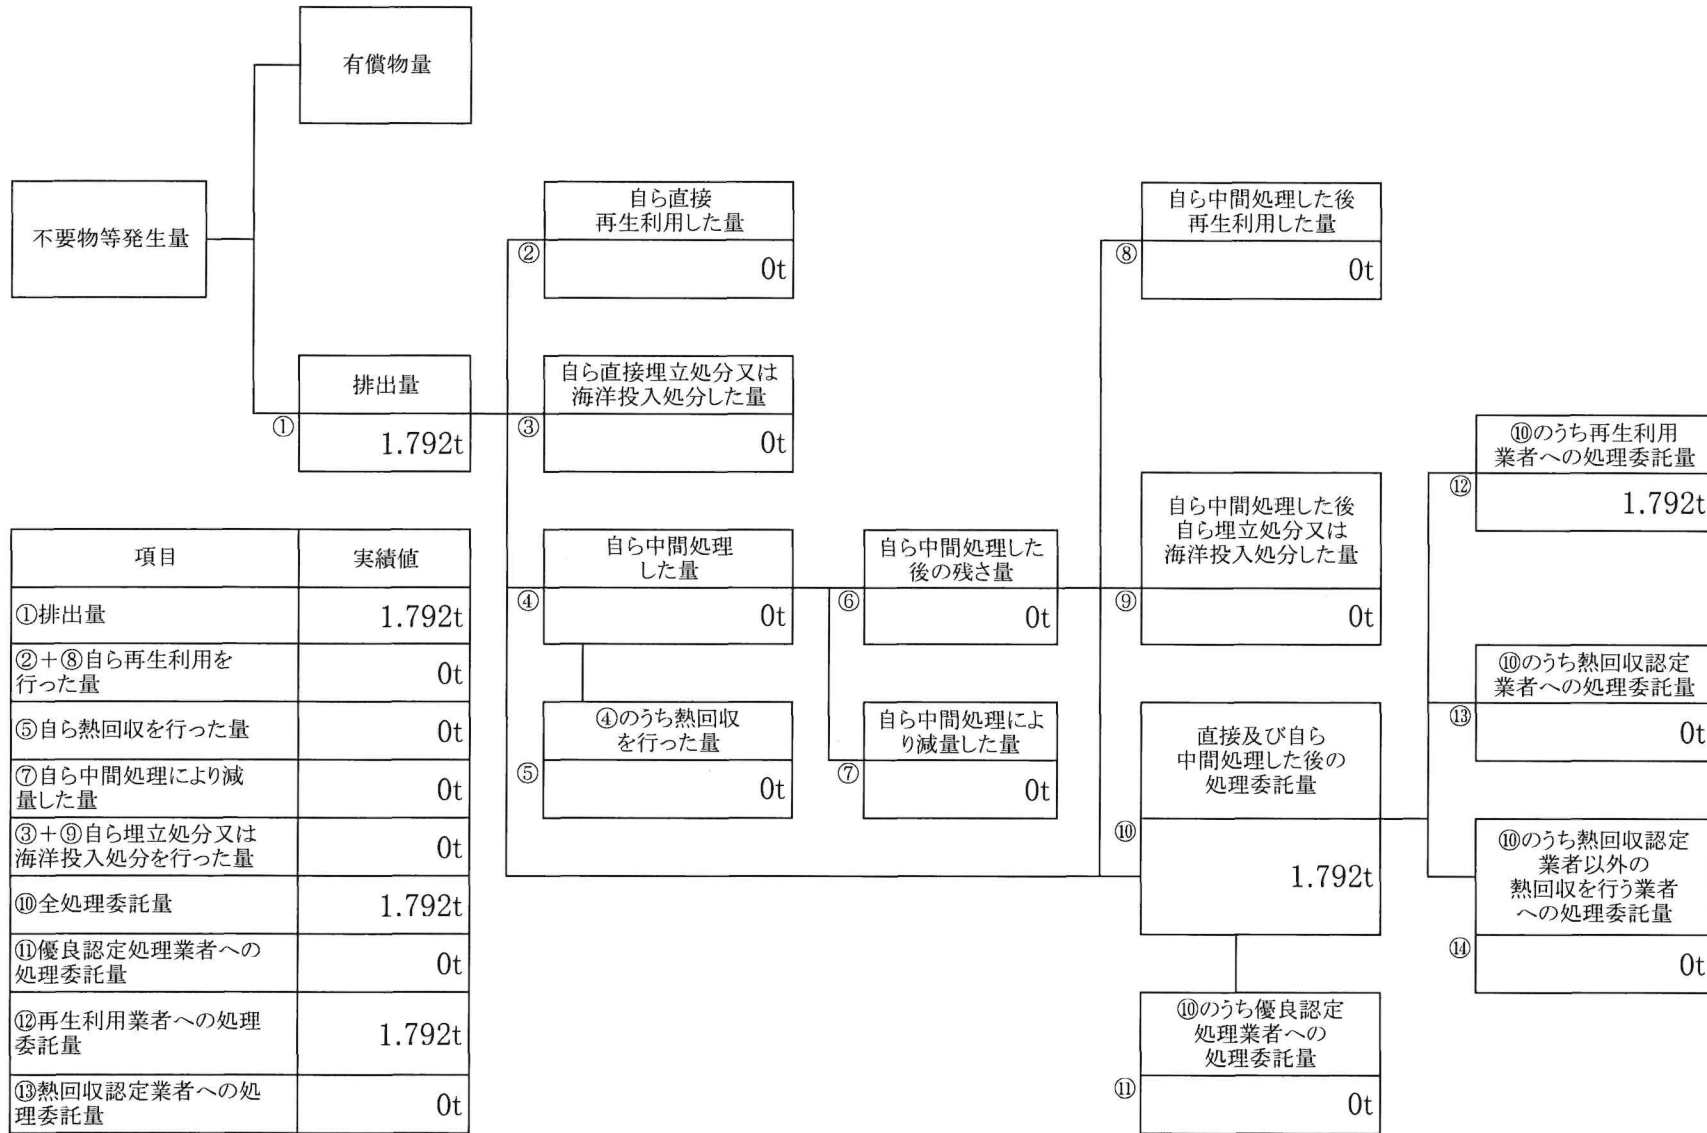 有償物量
不要物等発生量
排出量
①
1.792t
自ら直接
再生利用した量
②
0t
自ら直接埋立処分又は
海洋投入処分した量
③
0t
自ら中間処理
した量
④
0t
④のうち熱回収
を行った量
⑤
0t
自ら中間処理した
後の残さ量
⑥
0t
自ら中間処理によ
り減量した量
⑦
0t
自ら中間処理した後
再生利用した量
⑧
0t
自ら中間処理した後
自ら埋立処分又は
海洋投入処分した量
⑨
0t
直接及び自ら
中間処理した後の
処理委託量
⑩
1.792t
⑩のうち優良認定
処理業者への
処理委託量
⑪
0t
⑩のうち再生利用
業者への処理委託量
⑫
1.792t
⑩のうち熱回収認定
業者への処理委託量
⑬
0t
⑩のうち熱回収認定
業者以外の
熱回収を行う業者
への処理委託量
⑭
0t
項目 実績値
①排出量 1.792t
②+⑧自ら再生利用を
行った量 0t
⑤自ら熱回収を行った量 0t
⑦自ら中間処理により減
量した量 0t
③+⑨自ら埋立処分又は
海洋投入処分を行った量 0t
⑩全処理委託量 1.792t
⑪優良認定処理業者への
処理委託量 0t
⑫再生利用業者への処理
委託量 1.792t
⑬熱回収認定業者への処
理委託量 0t